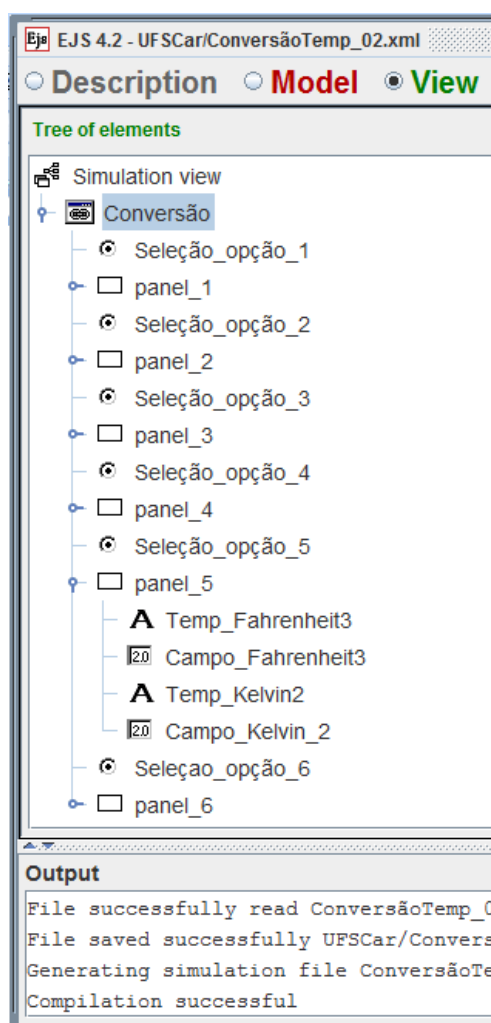 Ejs EJS 4.2 - UFSCar/ConversãoTemp_02.xml
Description Model View
Tree of elements
Simulation view
Conversão
Seleção_opção_1
panel_1
Seleção_opção_2
panel_2
Seleção_opção_3
panel_3
Seleção_opção_4
panel_4
Seleção_opção_5
panel_5
A Temp_Fahrenheit3
2.0 Campo_Fahrenheit3
A Temp_Kelvin2
2.0 Campo_Kelvin_2
Seleçao_opção_6
panel_6
Output
File successfully read ConversãoTemp_0
File saved successfully UFSCar/Convers
Generating simulation file ConversãoTe
Compilation successful